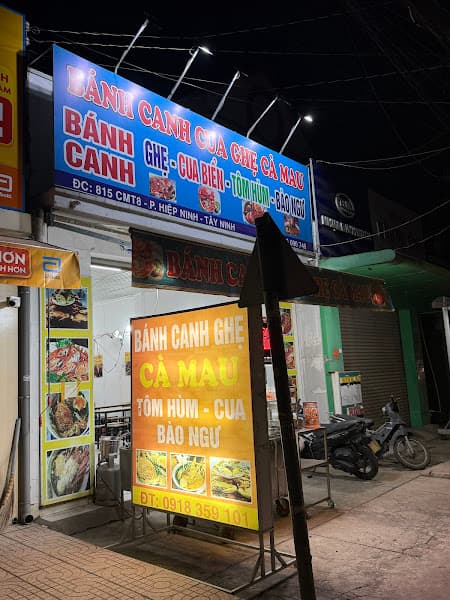 BÁNH CANH CUA GHẸ CÀ MAU
BÁNH CANH
GHẸ - CUA BIỂN - TÔM HÙM - BÀO NGƯ
ĐC: 815 CMT8 - P. HIỆP NINH - TÂY NINH
BÁNH CANH
BÁNH CANH GHẸ
CÀ MAU
TÔM HÙM - CUA
BÀO NGƯ
ĐT: 0918 359 101